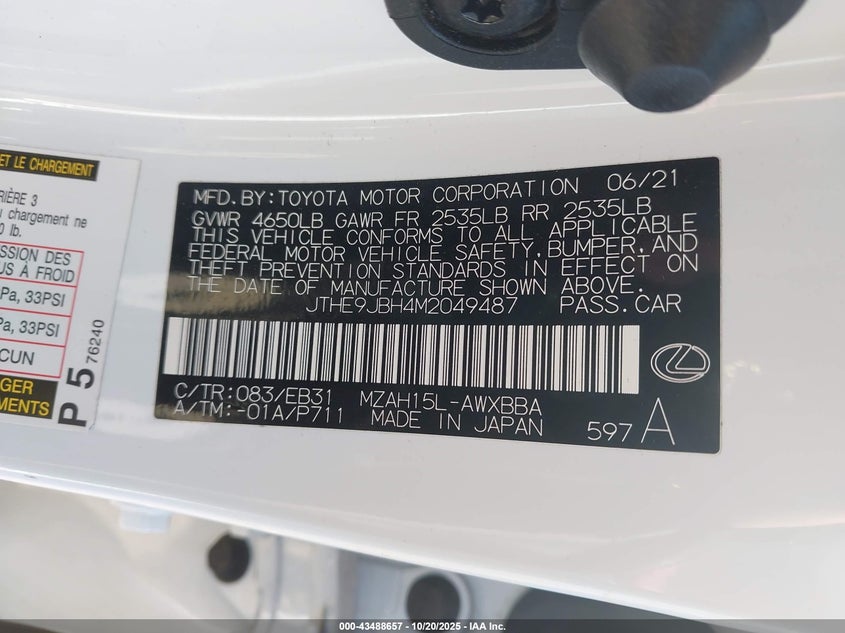 ET LE CHARGEMENT
RIÈRE 3
u chargement ne
0 lb.
SSION DES
US À FROID
Pa, 33PSI
Pa, 33PSI
CUN
GER
MENTS
P 5 76240
MFD. BY: TOYOTA MOTOR CORPORATION 06/21
GVWR 4650LB GAWR FR 2535LB RR 2535LB
THIS VEHICLE CONFORMS TO ALL APPLICABLE
FEDERAL MOTOR VEHICLE SAFETY, BUMPER, AND
THEFT PREVENTION STANDARDS IN EFFECT ON
THE DATE OF MANUFACTURE SHOWN ABOVE.
JTHE9JBH4M2049487 PASS. CAR
C/TR: 083/EB31 MZAH15L-AWXBBA
A/TM: -01A/P711 MADE IN JAPAN 597 A
000-43488657 - 10/20/2025 - IAA Inc.